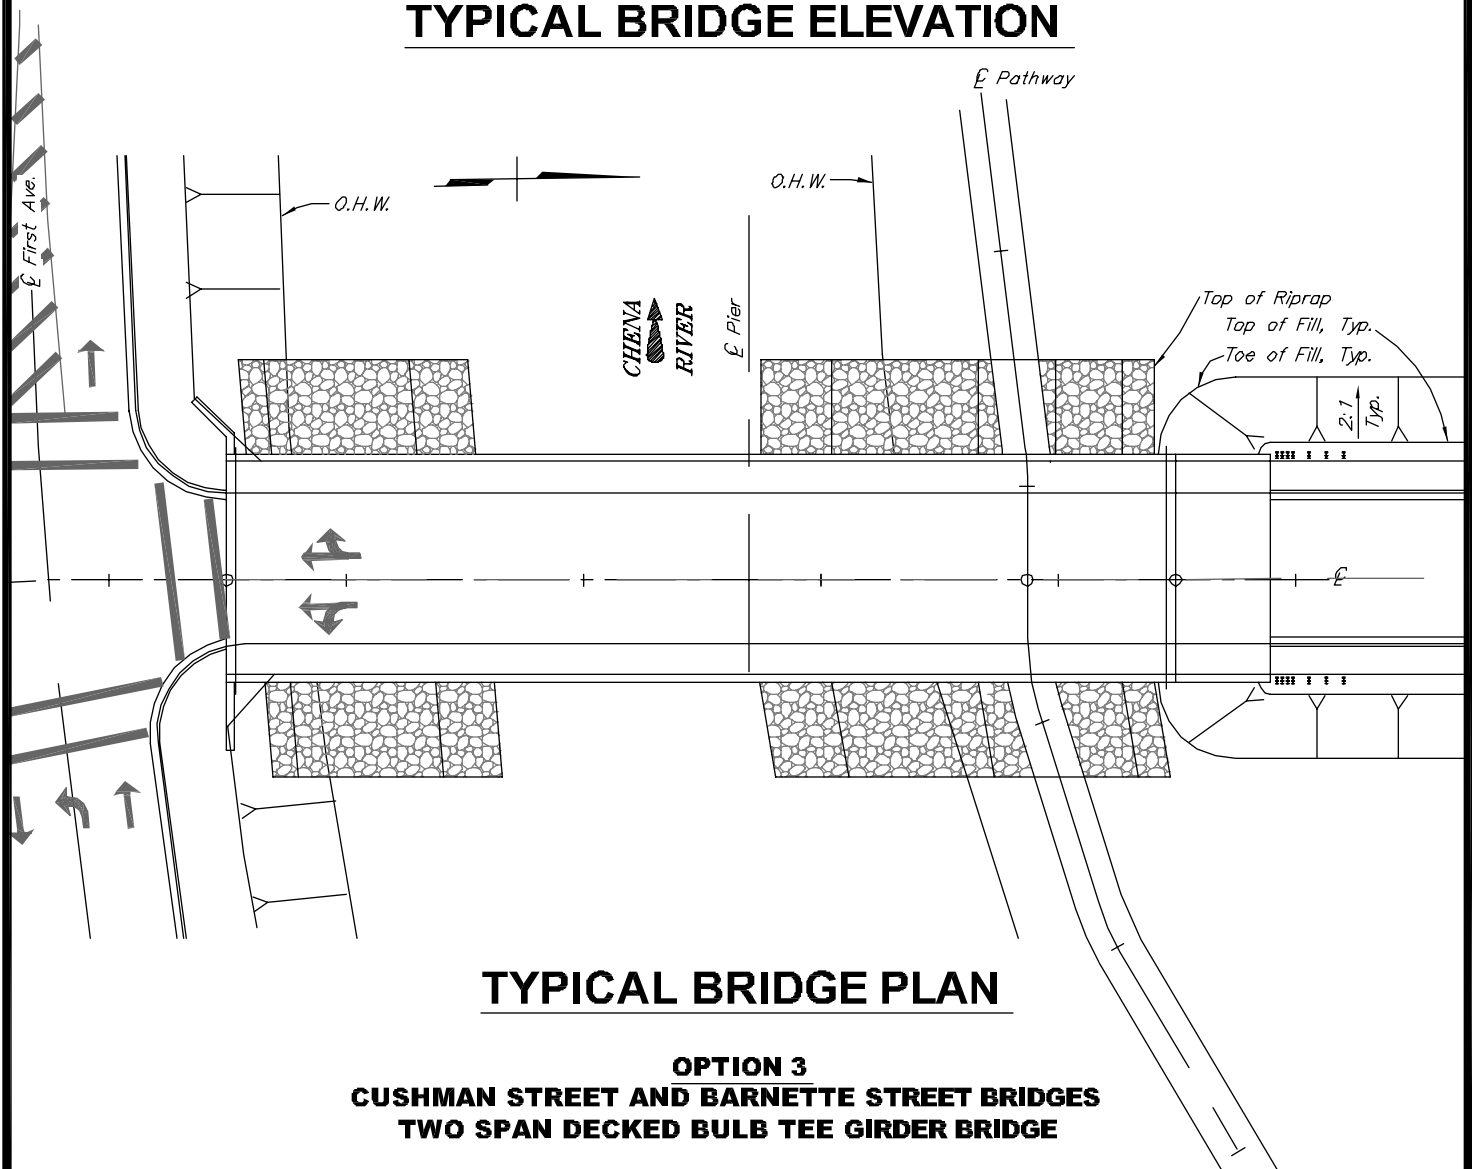 TYPICAL BRIDGE ELEVATION
℄ Pathway
O.H.W.
O.H.W.
℄ First Ave.
CHENA
RIVER
℄ Pier
Top of Riprap
Top of Fill, Typ.
Toe of Fill, Typ.
2:1
Typ.
℄
TYPICAL BRIDGE PLAN
OPTION 3
CUSHMAN STREET AND BARNETTE STREET BRIDGES
TWO SPAN DECKED BULB TEE GIRDER BRIDGE